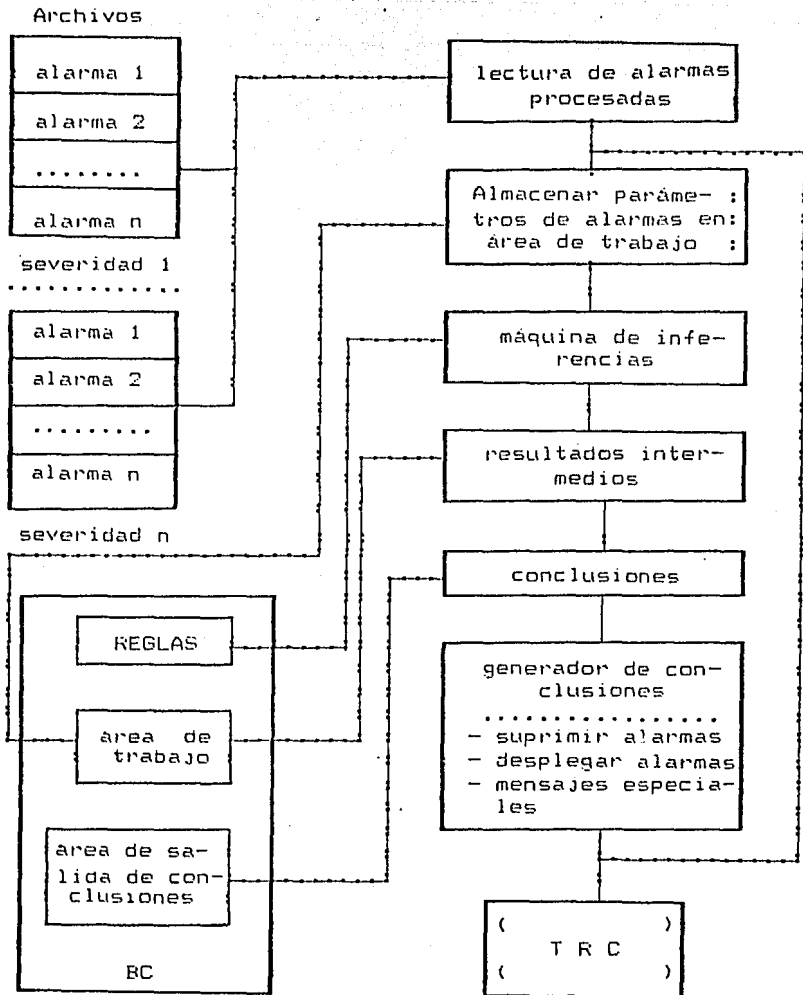 Archivos
alarma 1
alarma 2
........
alarma n
severidad 1
.............
alarma 1
alarma 2
.........
alarma n
severidad n
REGLAS
área de
trabajo
área de sa-
lida de con-
clusiones
BC
lectura de alarmas
procesadas
Almacenar paráme- :
tros de alarmas en:
área de trabajo :
máquina de infe-
rencias
resultados inter-
medios
conclusiones
generador de con-
clusiones
..................
- suprimir alarmas
- desplegar alarmas
- mensajes especia-
les
( )
T R C
( )